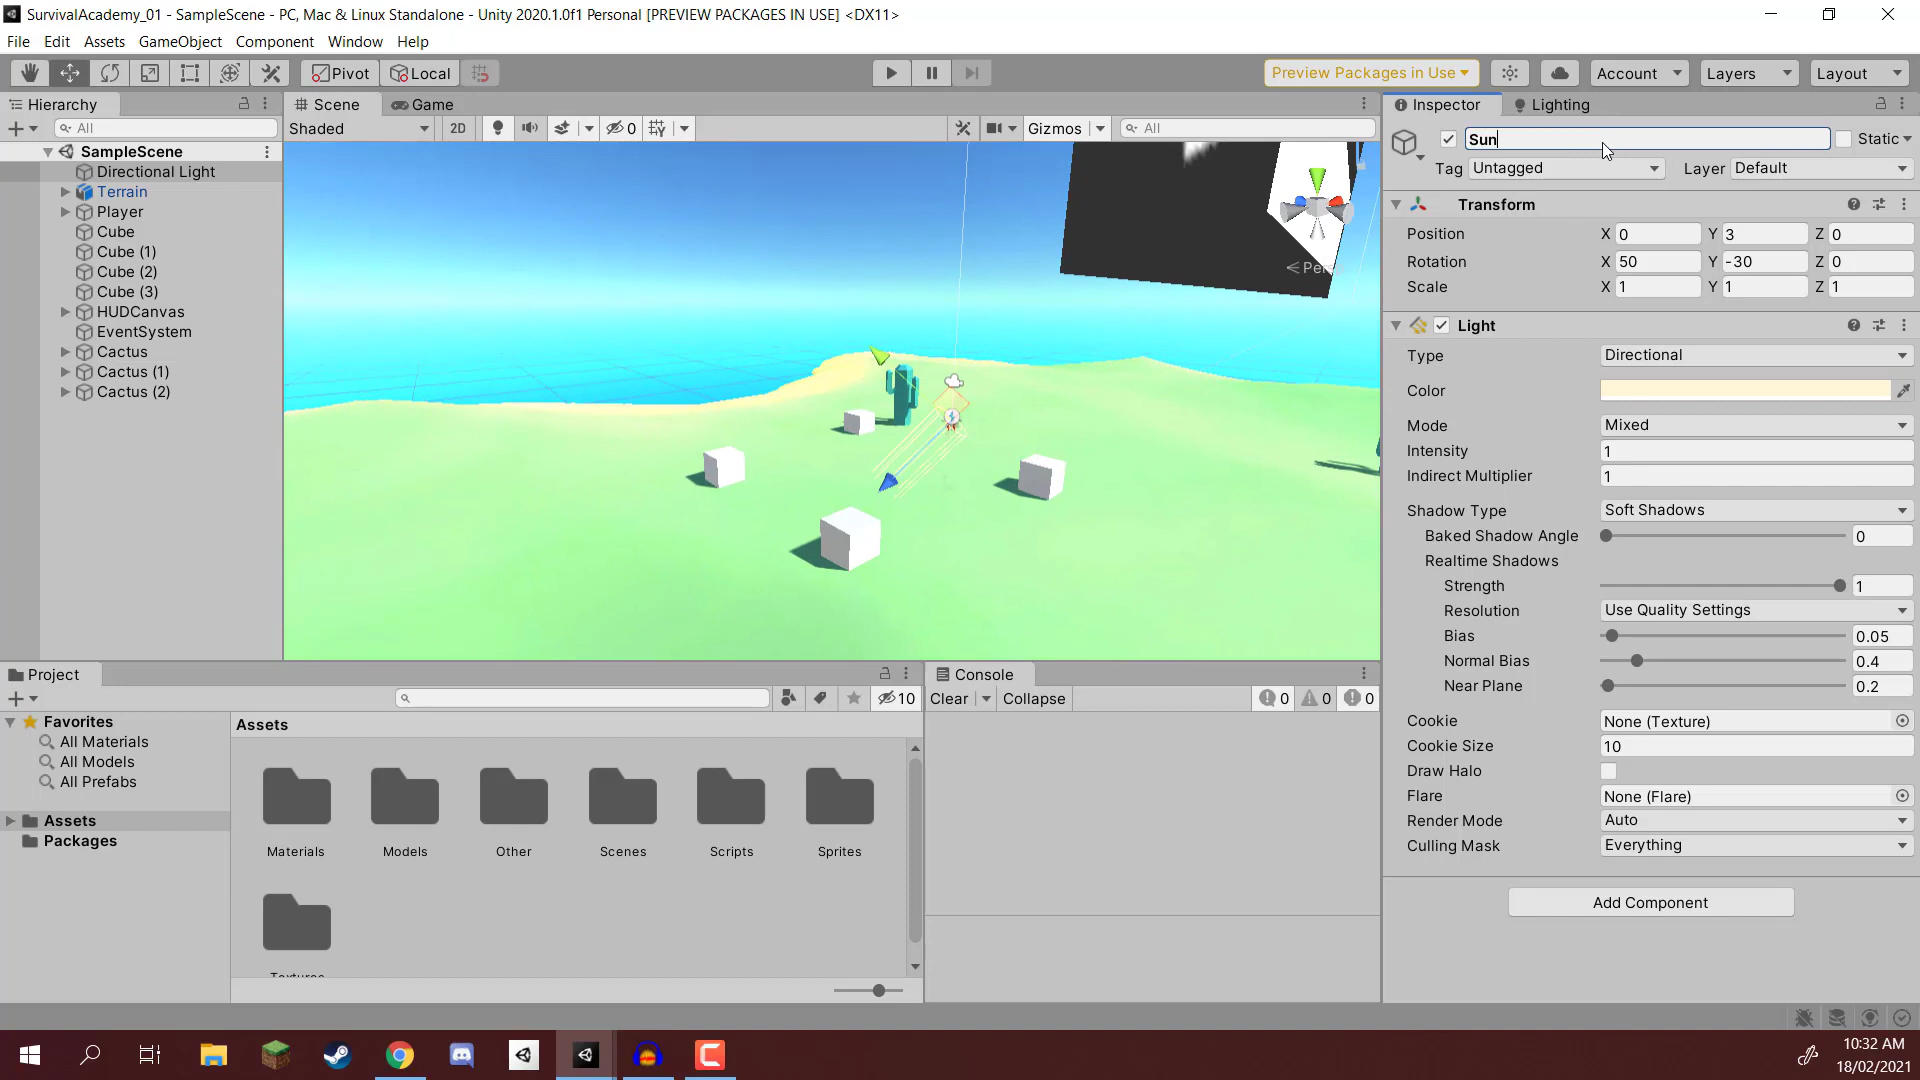 SurvivalAcademy_01 - SampleScene - PC, Mac & Linux Standalone - Unity 2020.1.0f1 Personal [PREVIEW PACKAGES IN USE] <DX11>
File Edit Assets GameObject Component Window Help
Pivot Local Preview Packages in Use Account Layers Layout
Hierarchy
All
SampleScene
Directional Light
Terrain
Player
Cube
Cube (1)
Cube (2)
Cube (3)
HUDCanvas
EventSystem
Cactus
Cactus (1)
Cactus (2)
Scene Game
Shaded 2D 0 Gizmos All
Inspector Lighting
Sun Static
Tag Untagged Layer Default
Transform
Position X 0 Y 3 Z 0
Rotation X 50 Y -30 Z 0
Scale X 1 Y 1 Z 1
Light
Type Directional
Color
Mode Mixed
Intensity 1
Indirect Multiplier 1
Shadow Type Soft Shadows
Baked Shadow Angle 0
Realtime Shadows
Strength 1
Resolution Use Quality Settings
Bias 0.05
Normal Bias 0.4
Near Plane 0.2
Cookie None (Texture)
Cookie Size 10
Draw Halo
Flare None (Flare)
Render Mode Auto
Culling Mask Everything
Add Component
Project
10
Favorites
All Materials
All Models
All Prefabs
Assets
Packages
Assets
Materials Models Other Scenes Scripts Sprites
Textures
Console
Clear Collapse 0 0 0
10:32 AM
18/02/2021